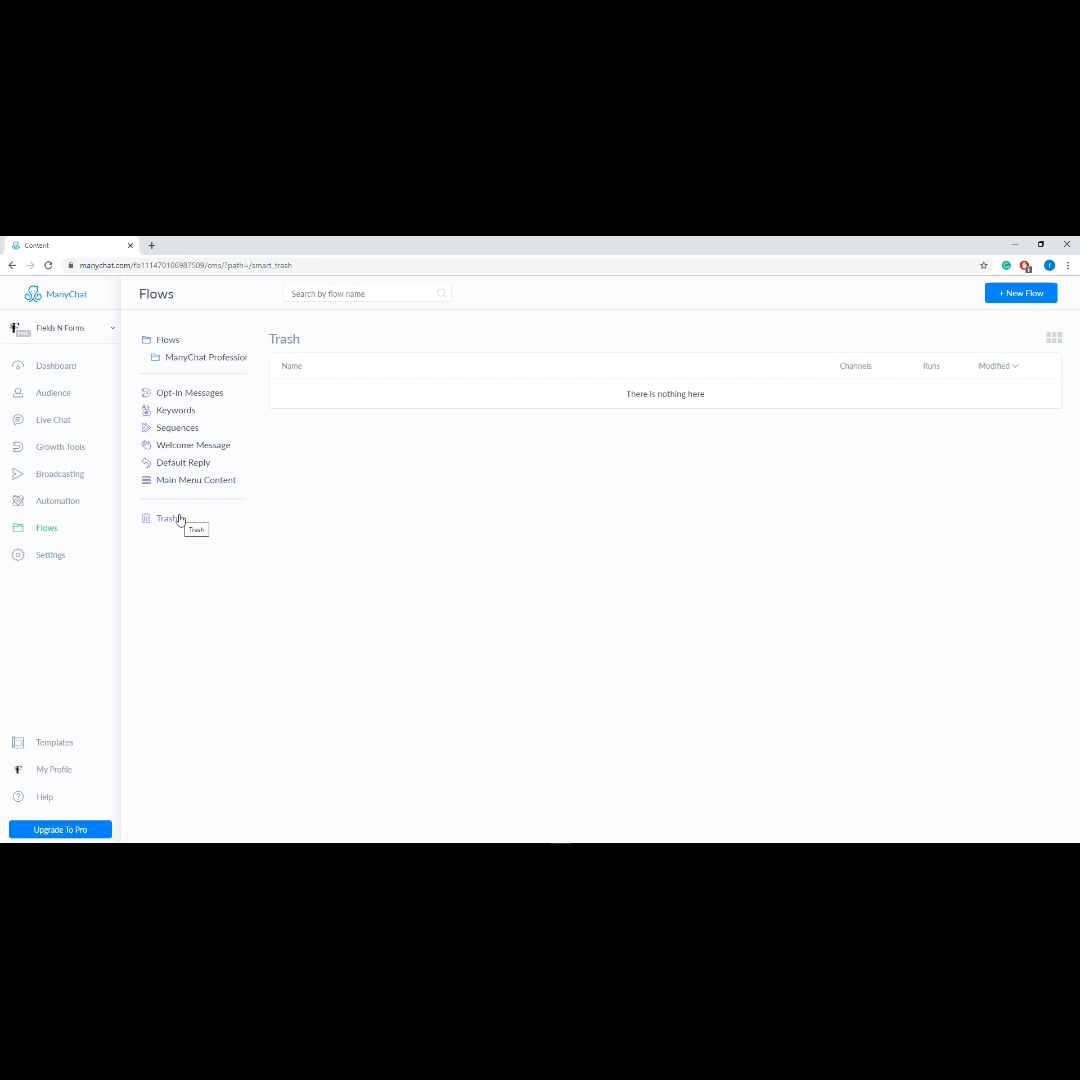 Content
manychat.com/fb111470106987509/cms/?path=/smart_trash
ManyChat
Flows
Search by flow name
+ New Flow
Fields N Forms
Dashboard
Audience
Live Chat
Growth Tools
Broadcasting
Automation
Flows
Settings
Templates
My Profile
Help
Upgrade To Pro
Flows
ManyChat Profession
Opt-In Messages
Keywords
Sequences
Welcome Message
Default Reply
Main Menu Content
Trash
Trash
Trash
Name Channels Runs Modified
There is nothing here